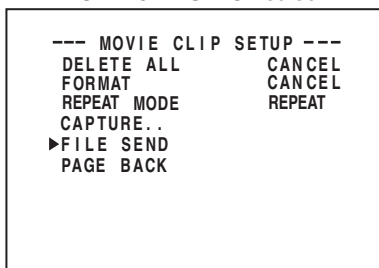 --- MOVIE CLIP SETUP ---
DELETE ALL CANCEL
FORMAT CANCEL
REPEAT MODE REPEAT
CAPTURE..
▶FILE SEND
PAGE BACK